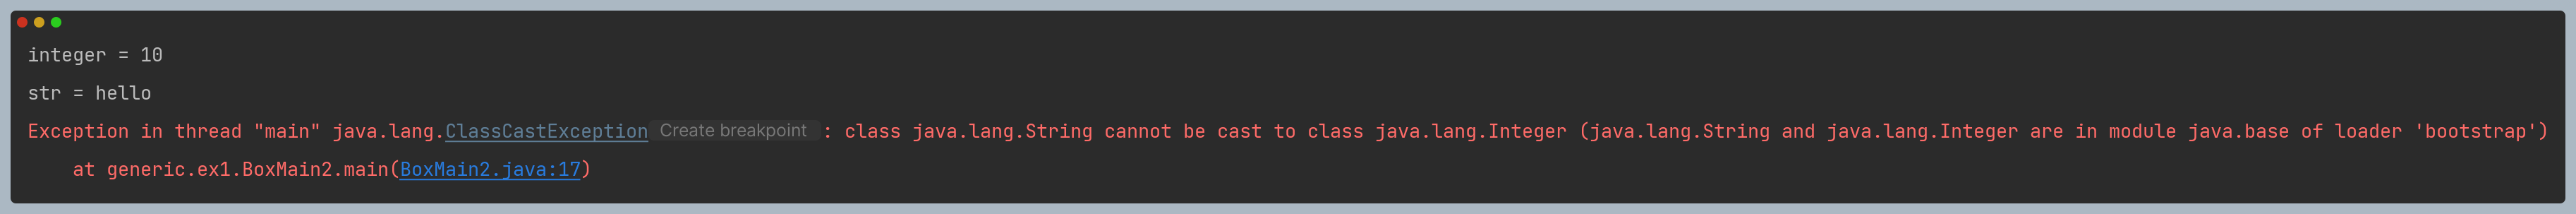 integer = 10
str = hello
Exception in thread "main" java.lang.ClassCastException Create breakpoint : class java.lang.String cannot be cast to class java.lang.Integer (java.lang.String and java.lang.Integer are in module java.base of loader 'bootstrap')
    at generic.ex1.BoxMain2.main(BoxMain2.java:17)